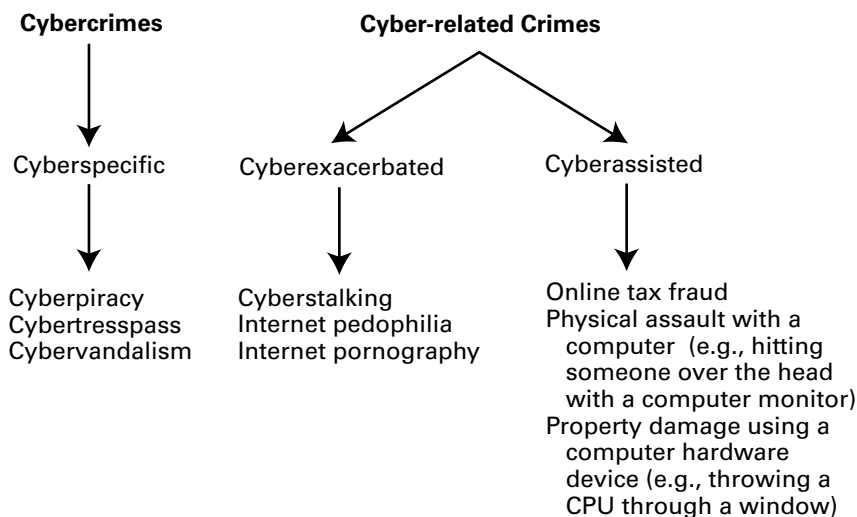 Cybercrimes
Cyber-related Crimes
Cyberspecific
Cyberexacerbated
Cyberassisted
Cyberpiracy
Cybertresspass
Cybervandalism
Cyberstalking
Internet pedophilia
Internet pornography
Online tax fraud
Physical assault with a
computer (e.g., hitting
someone over the head
with a computer monitor)
Property damage using a
computer hardware
device (e.g., throwing a
CPU through a window)